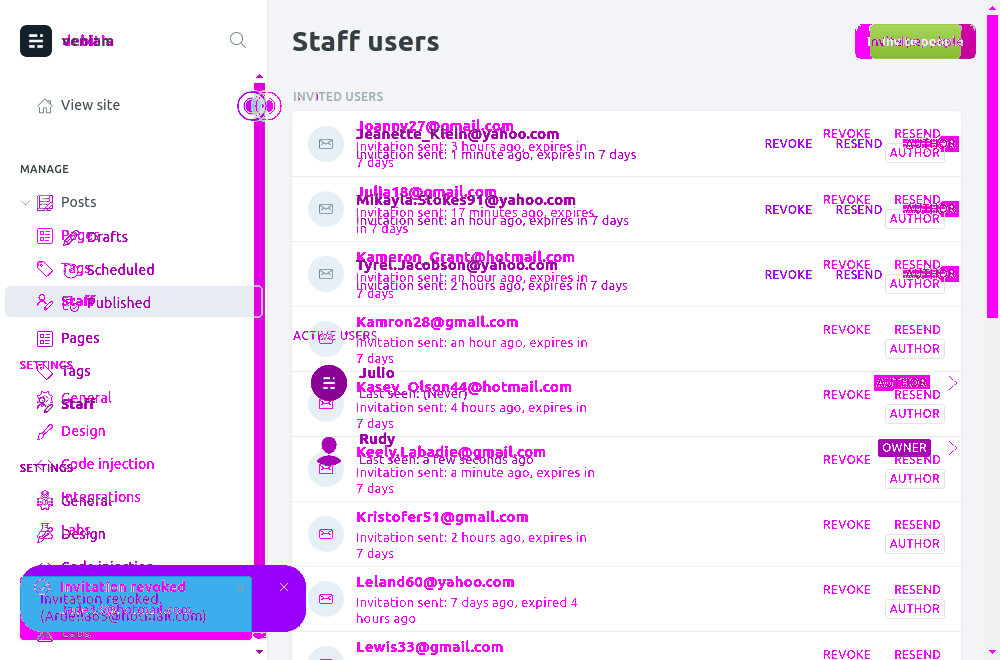 Staff users
Invite people
View site
INVITED USERS
Joanny27@gmail.com
Jeanette_Klein@yahoo.com
Invitation sent: 3 hours ago, expires in
7 days
Invitation sent: 1 minute ago, expires in 7 days
REVOKE RESEND
REVOKE RESEND AUTHOR
AUTHOR
MANAGE
Posts
Julia18@gmail.com
Mikayla.Stokes91@yahoo.com
Invitation sent: 17 minutes ago, expires
in 7 days
Invitation sent: an hour ago, expires in 7 days
REVOKE RESEND
REVOKE RESEND AUTHOR
AUTHOR
Pages
Drafts
Tags
Scheduled
Staff
Published
Kameron_Grant@hotmail.com
Tyrel.Jacobson@yahoo.com
Invitation sent: an hour ago, expires in
7 days
Invitation sent: 2 hours ago, expires in 7 days
REVOKE RESEND
REVOKE RESEND AUTHOR
AUTHOR
Kamron28@gmail.com
ACTIVE USERS
Invitation sent: an hour ago, expires in
7 days
REVOKE RESEND
AUTHOR
Pages
SETTINGS
Tags
General
Staff
Design
Julio
Kasey_Olson44@hotmail.com
Last seen: (Never)
Invitation sent: 4 hours ago, expires in
7 days
AUTHOR
REVOKE RESEND
AUTHOR
Rudy
Keely.Labadie@gmail.com
Last seen: a few seconds ago
Invitation sent: a minute ago, expires in
7 days
OWNER
REVOKE RESEND
AUTHOR
SETTINGS
Code injection
Integrations
General
Labs
Design
Code injection
Kristofer51@gmail.com
Invitation sent: 2 hours ago, expires in
7 days
REVOKE RESEND
AUTHOR
Leland60@yahoo.com
Invitation sent: 7 days ago, expired 4
hours ago
REVOKE RESEND
AUTHOR
Invitation revoked
Invitation revoked.
Labs
Lewis33@gmail.com
REVOKE RESEND